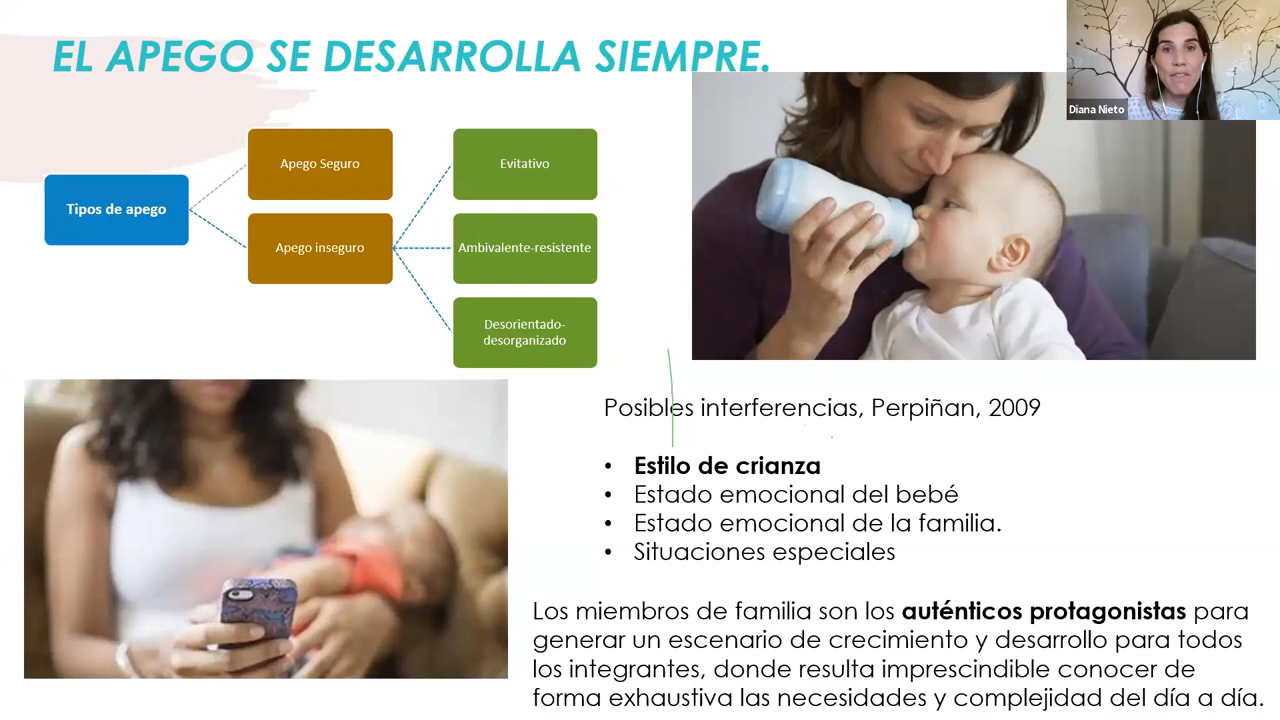 EL APEGO SE DESARROLLA SIEMPRE.
Diana Nieto
Tipos de apego
Apego Seguro
Apego inseguro
Evitativo
Ambivalente-resistente
Desorientado-
desorganizado
Posibles interferencias, Perpiñan, 2009
• Estilo de crianza
• Estado emocional del bebé
• Estado emocional de la familia.
• Situaciones especiales
Los miembros de familia son los auténticos protagonistas para
generar un escenario de crecimiento y desarrollo para todos
los integrantes, donde resulta imprescindible conocer de
forma exhaustiva las necesidades y complejidad del día a día.